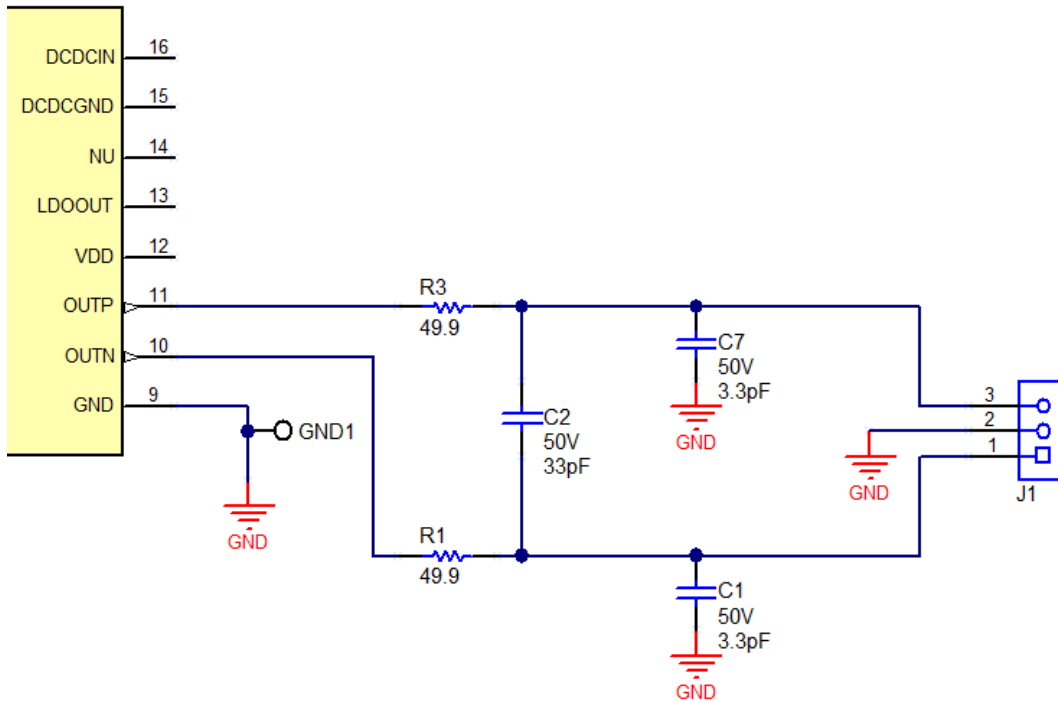 DCDCIN 16
DCDCGND 15
NU 14
LDOOUT 13
VDD 12
OUTP 11
OUTN 10
GND 9
GND1
GND
R3
49.9
C2
50V
33pF
C7
50V
3.3pF
GND
R1
49.9
C1
50V
3.3pF
GND
3
2
1
GND
J1